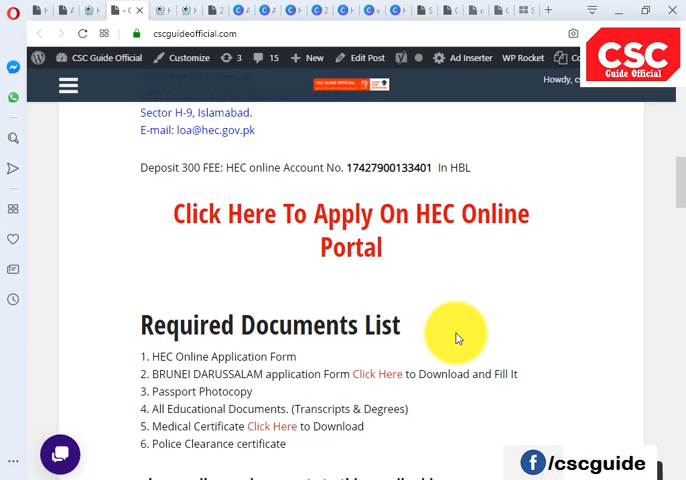 cscguideofficial.com
CSC Guide Official
Customize
3
15
New
Edit Post
Ad Inserter
WP Rocket
CSC
Guide Official
CSC GUIDE OFFICIAL
Howdy, cs
Sector H-9, Islamabad.
E-mail: loa@hec.gov.pk
Deposit 300 FEE: HEC online Account No. 17427900133401 In HBL
Click Here To Apply On HEC Online
Portal
Required Documents List
1. HEC Online Application Form
2. BRUNEI DARUSSALAM application Form Click Here to Download and Fill It
3. Passport Photocopy
4. All Educational Documents. (Transcripts & Degrees)
5. Medical Certificate Click Here to Download
6. Police Clearance certificate
/cscguide